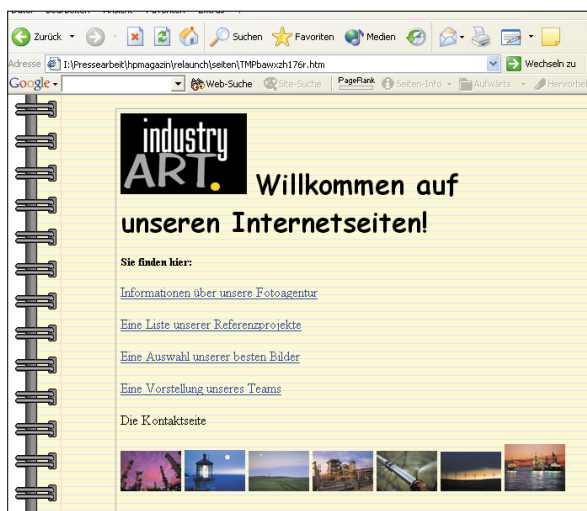 Zurück
Suchen
Favoriten
Medien
Adresse I:\Pressearbeit\hpmagazin\relaunch\seiten\TMPbawxzh176r.htm
Wechseln zu
Google
Web-Suche
Site-Suche
PageRank
Seiten-Info
Aufwärts
industry
ART.
Willkommen auf
unseren Internetseiten!
Sie finden hier:
Informationen über unsere Fotoagentur
Eine Liste unserer Referenzprojekte
Eine Auswahl unserer besten Bilder
Eine Vorstellung unseres Teams
Die Kontaktseite